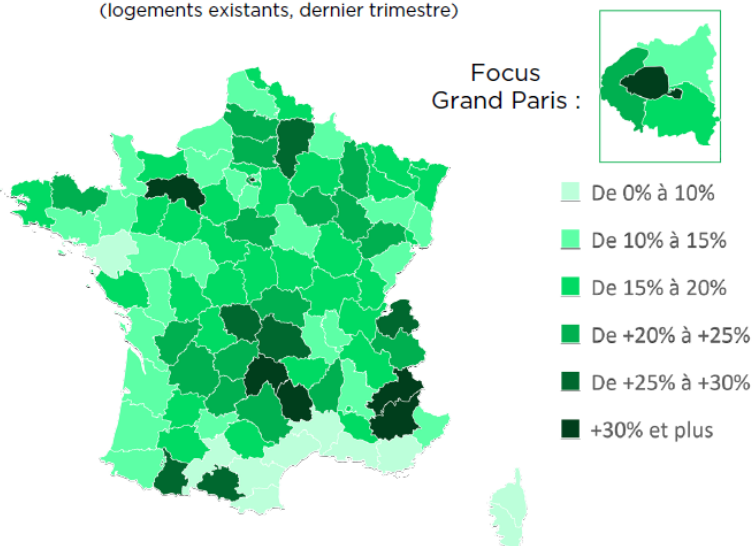 (logements existants, dernier trimestre)
Focus
Grand Paris :
De 0% à 10%
De 10% à 15%
De 15% à 20%
De +20% à +25%
De +25% à +30%
+30% et plus